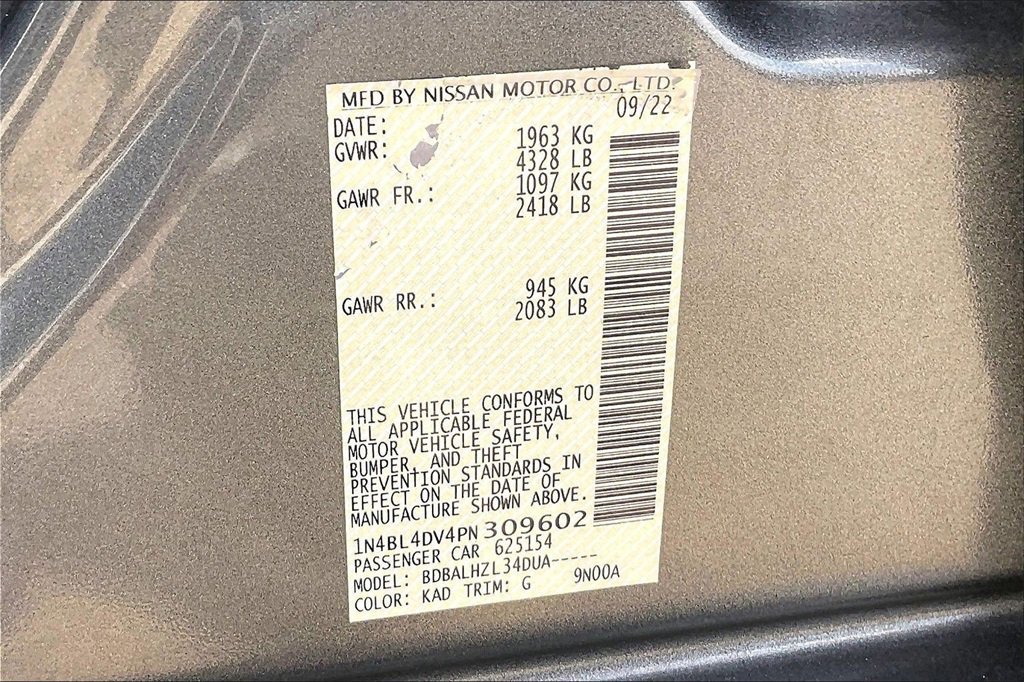 MFD BY NISSAN MOTOR CO., LTD.
DATE: 09/22
GVWR: 1963 KG
4328 LB
GAWR FR.: 1097 KG
2418 LB
GAWR RR.: 945 KG
2083 LB
THIS VEHICLE CONFORMS TO
ALL APPLICABLE FEDERAL
MOTOR VEHICLE SAFETY,
BUMPER, AND THEFT
PREVENTION STANDARDS IN
EFFECT ON THE DATE OF
MANUFACTURE SHOWN ABOVE.
1N4BL4DV4PN309602
PASSENGER CAR 625154
MODEL: BDBALHZL34DUA-----
COLOR: KAD TRIM: G 9N00A